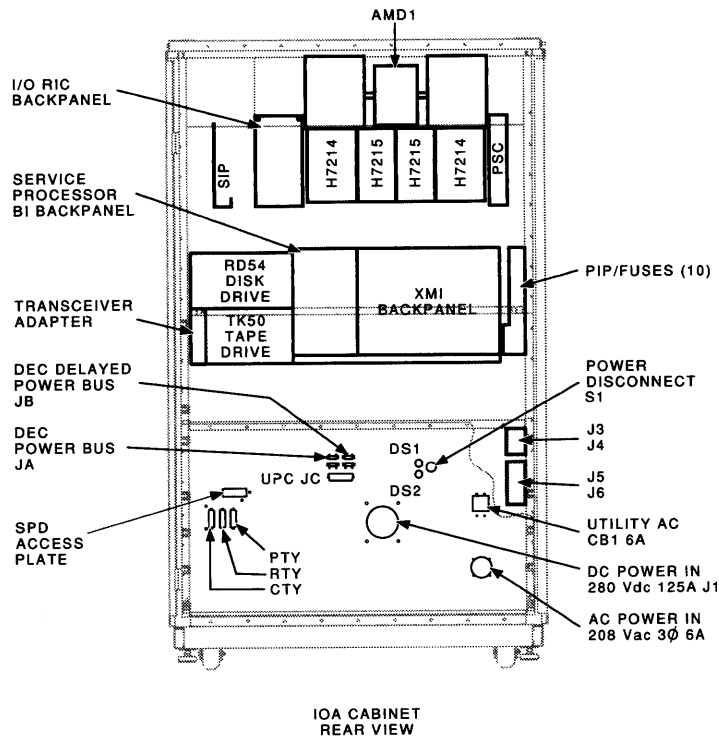 AMD1
I/O RIC
BACKPANEL
SIP
H7214
H7215
H7215
H7214
PSC
SERVICE
PROCESSOR
BI BACKPANEL
RD54
DISK
DRIVE
XMI
BACKPANEL
PIP/FUSES (10)
TRANSCEIVER
ADAPTER
TK50
TAPE
DRIVE
DEC DELAYED
POWER BUS
JB
POWER
DISCONNECT
S1
DEC
POWER BUS
JA
DS1
J3
J4
UPC JC
DS2
J5
J6
SPD
ACCESS
PLATE
UTILITY AC
CB1 6A
PTY
RTY
CTY
DC POWER IN
280 Vdc 125A J1
AC POWER IN
208 Vac 3Ø 6A
IOA CABINET
REAR VIEW